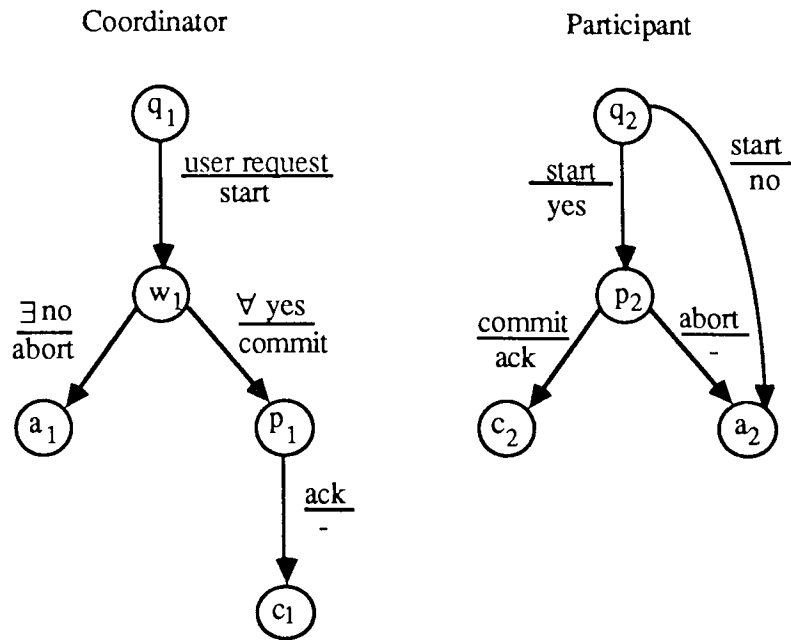 Coordinator
q1
user request
start
w1
∃ no
abort
∀ yes
commit
a1
p1
ack
-
c1
Participant
q2
start
yes
start
no
p2
commit
ack
abort
-
c2
a2